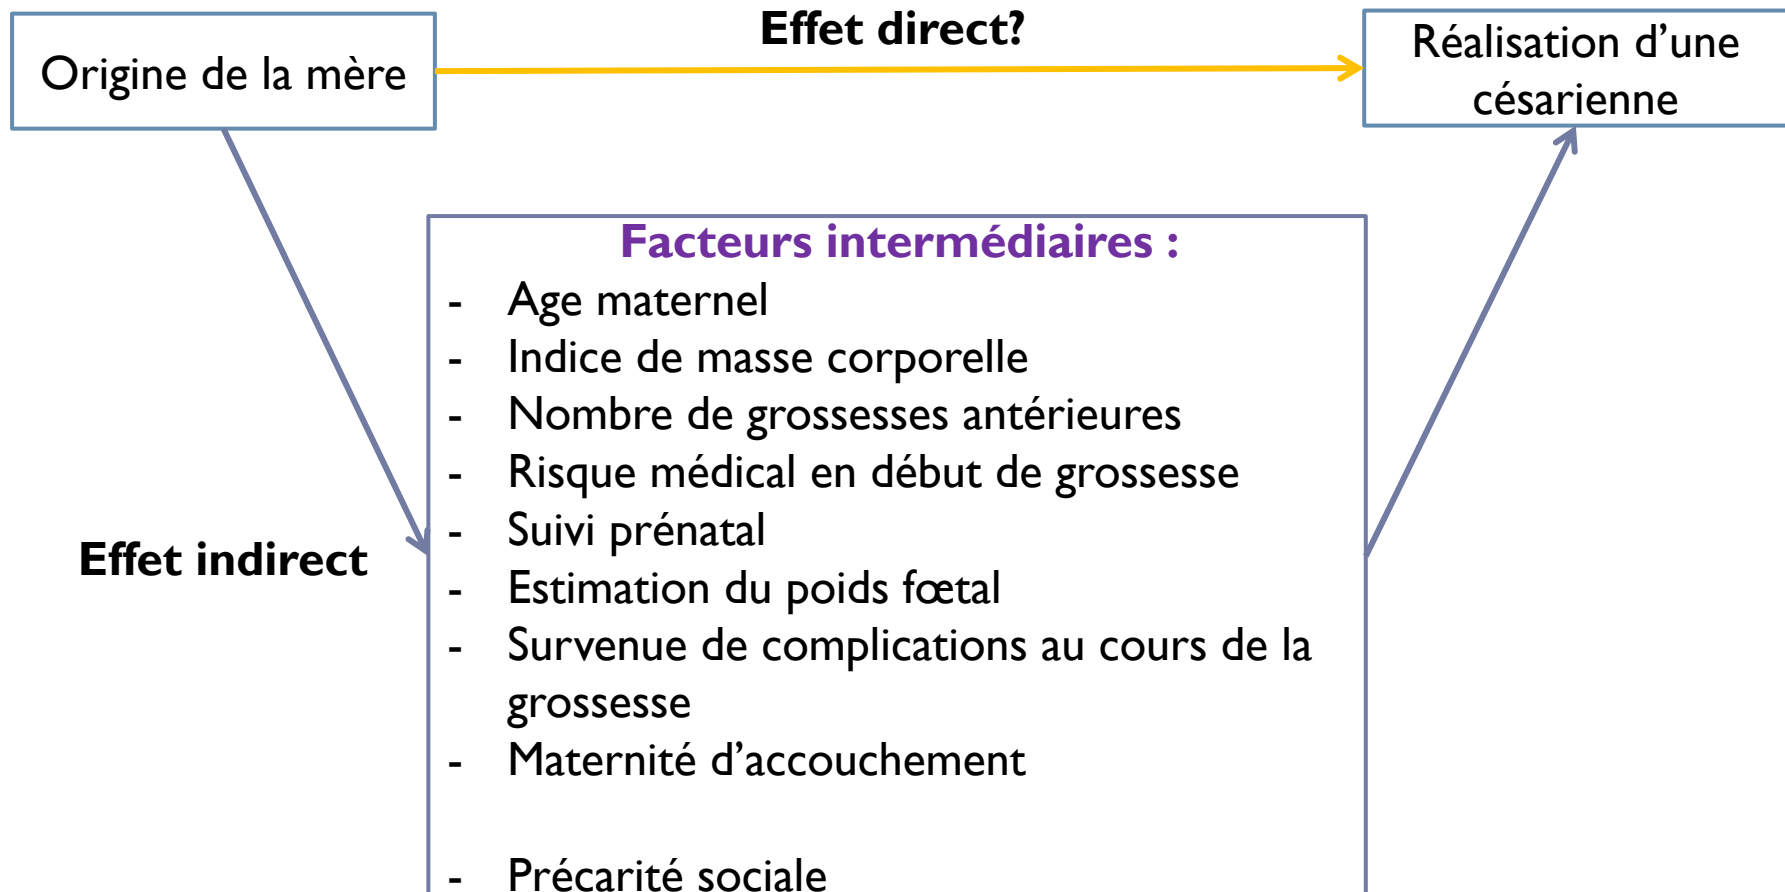 Effet direct?
Origine de la mère
Réalisation d’une
césarienne
Facteurs intermédiaires :
- Age maternel
- Indice de masse corporelle
- Nombre de grossesses antérieures
- Risque médical en début de grossesse
- Suivi prénatal
Effet indirect
- Estimation du poids fœtal
- Survenue de complications au cours de la
grossesse
- Maternité d’accouchement
- Précarité sociale